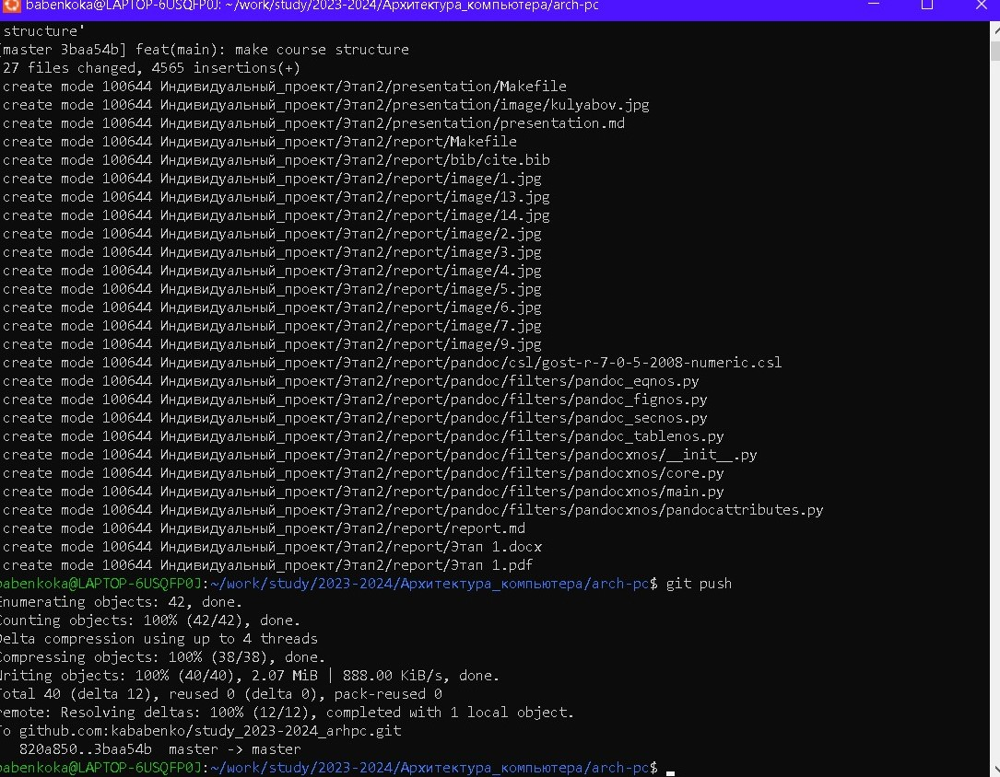 babenkoka@LAPTOP-6USQFP0J: ~/work/study/2023-2024/Архитектура_компьютера/arch-pc
structure'
[master 3baa54b] feat(main): make course structure
27 files changed, 4565 insertions(+)
create mode 100644 Индивидуальный_проект/Этап2/presentation/Makefile
create mode 100644 Индивидуальный_проект/Этап2/presentation/image/kulyabov.jpg
create mode 100644 Индивидуальный_проект/Этап2/presentation/presentation.md
create mode 100644 Индивидуальный_проект/Этап2/report/Makefile
create mode 100644 Индивидуальный_проект/Этап2/report/bib/cite.bib
create mode 100644 Индивидуальный_проект/Этап2/report/image/1.jpg
create mode 100644 Индивидуальный_проект/Этап2/report/image/13.jpg
create mode 100644 Индивидуальный_проект/Этап2/report/image/14.jpg
create mode 100644 Индивидуальный_проект/Этап2/report/image/2.jpg
create mode 100644 Индивидуальный_проект/Этап2/report/image/3.jpg
create mode 100644 Индивидуальный_проект/Этап2/report/image/4.jpg
create mode 100644 Индивидуальный_проект/Этап2/report/image/5.jpg
create mode 100644 Индивидуальный_проект/Этап2/report/image/6.jpg
create mode 100644 Индивидуальный_проект/Этап2/report/image/7.jpg
create mode 100644 Индивидуальный_проект/Этап2/report/image/9.jpg
create mode 100644 Индивидуальный_проект/Этап2/report/pandoc/csl/gost-r-7-0-5-2008-numeric.csl
create mode 100644 Индивидуальный_проект/Этап2/report/pandoc/filters/pandoc_eqnos.py
create mode 100644 Индивидуальный_проект/Этап2/report/pandoc/filters/pandoc_fignos.py
create mode 100644 Индивидуальный_проект/Этап2/report/pandoc/filters/pandoc_secnos.py
create mode 100644 Индивидуальный_проект/Этап2/report/pandoc/filters/pandoc_tablenos.py
create mode 100644 Индивидуальный_проект/Этап2/report/pandoc/filters/pandocxnos/__init__.py
create mode 100644 Индивидуальный_проект/Этап2/report/pandoc/filters/pandocxnos/core.py
create mode 100644 Индивидуальный_проект/Этап2/report/pandoc/filters/pandocxnos/main.py
create mode 100644 Индивидуальный_проект/Этап2/report/pandoc/filters/pandocxnos/pandocattributes.py
create mode 100644 Индивидуальный_проект/Этап2/report/report.md
create mode 100644 Индивидуальный_проект/Этап2/report/Этап 1.docx
create mode 100644 Индивидуальный_проект/Этап2/report/Этап 1.pdf
babenkoka@LAPTOP-6USQFP0J:~/work/study/2023-2024/Архитектура_компьютера/arch-pc$ git push
Enumerating objects: 42, done.
Counting objects: 100% (42/42), done.
Delta compression using up to 4 threads
Compressing objects: 100% (38/38), done.
Writing objects: 100% (40/40), 2.07 MiB | 888.00 KiB/s, done.
Total 40 (delta 12), reused 0 (delta 0), pack-reused 0
remote: Resolving deltas: 100% (12/12), completed with 1 local object.
To github.com:kababenko/study_2023-2024_arhpc.git
820a850..3baa54b  master -> master
babenkoka@LAPTOP-6USQFP0J:~/work/study/2023-2024/Архитектура_компьютера/arch-pc$